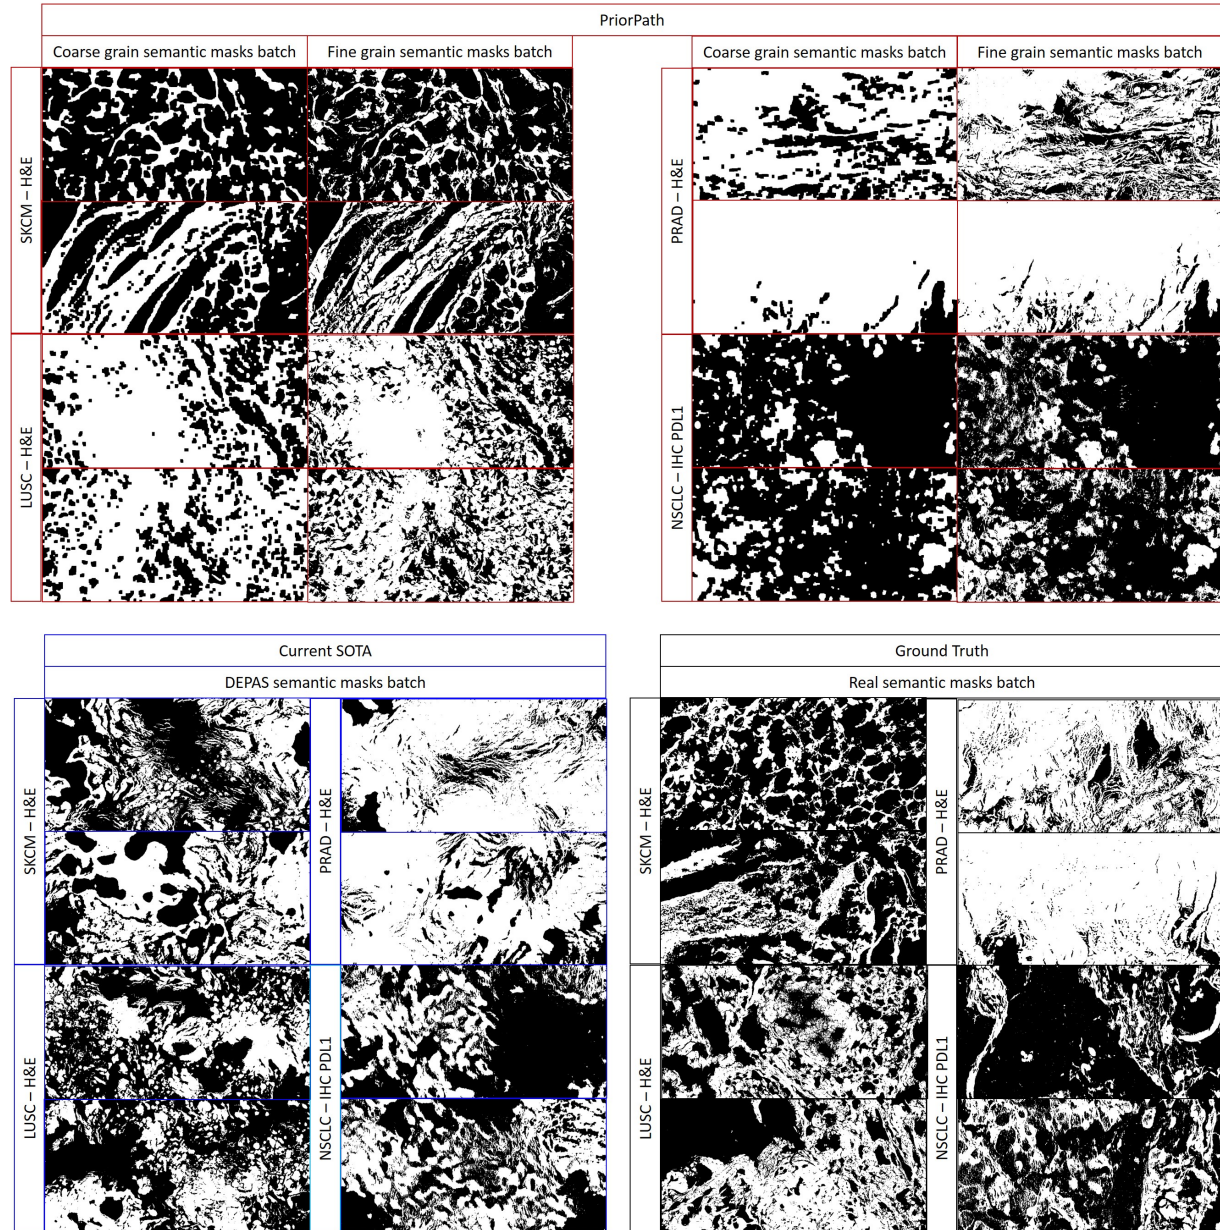 PriorPath
Coarse grain semantic masks batch
Fine grain semantic masks batch
Coarse grain semantic masks batch
Fine grain semantic masks batch
SKCM – H&E
LUSC – H&E
PRAD – H&E
NSCLC – IHC PDL1
Current SOTA
DEPAS semantic masks batch
SKCM – H&E
PRAD – H&E
LUSC – H&E
NSCLC – IHC PDL1
Ground Truth
Real semantic masks batch
SKCM – H&E
PRAD – H&E
LUSC – H&E
NSCLC – IHC PDL1